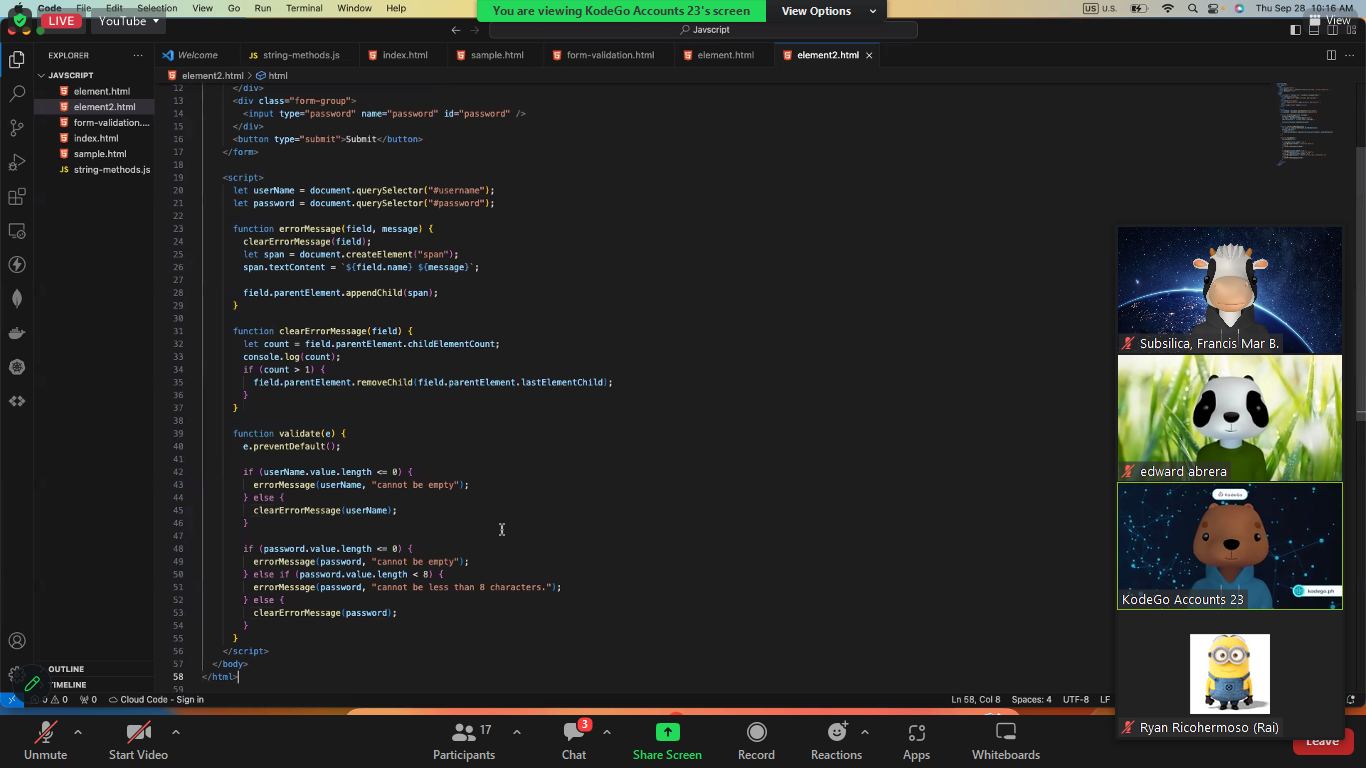 Code File Edit Selection View Go Run Terminal Window Help
You are viewing KodeGo Accounts 23's screen View Options
US U.S. Thu Sep 28 10:16 AM
LIVE YouTube View
Javscript
EXPLORER
Welcome string-methods.js index.html sample.html form-validation.html element.html element2.html
JAVSCRIPT
element2.html > html
element.html
element2.html
form-validation....
index.html
sample.html
string-methods.js
12 </div>
13 <div class="form-group">
14 <input type="password" name="password" id="password" />
15 </div>
16 <button type="submit">Submit</button>
17 </form>
18
19 <script>
20 let userName = document.querySelector("#username");
21 let password = document.querySelector("#password");
22
23 function errorMessage(field, message) {
24 clearErrorMessage(field);
25 let span = document.createElement("span");
26 span.textContent = `${field.name} ${message}`;
27
28 field.parentElement.appendChild(span);
29 }
30
31 function clearErrorMessage(field) {
32 let count = field.parentElement.childElementCount;
33 console.log(count);
34 if (count > 1) {
35 field.parentElement.removeChild(field.parentElement.lastElementChild);
36 }
37 }
38
39 function validate(e) {
40 e.preventDefault();
41
42 if (userName.value.length <= 0) {
43 errorMessage(userName, "cannot be empty");
44 } else {
45 clearErrorMessage(userName);
46 }
47
48 if (password.value.length <= 0) {
49 errorMessage(password, "cannot be empty");
50 } else if (password.value.length < 8) {
51 errorMessage(password, "cannot be less than 8 characters.");
52 } else {
53 clearErrorMessage(password);
54 }
55 }
56 </script>
57 </body>
58 </html>
59
OUTLINE
TIMELINE
0 0 0 Cloud Code - Sign in Ln 58, Col 8 Spaces: 4 UTF-8 LF
Subsilica, Francis Mar B.
edward abrera
KodeGo
kodego.ph
KodeGo Accounts 23
Ryan Ricohermoso (Rai)
17 3
Unmute Start Video Participants Chat Share Screen Record Reactions Apps Whiteboards Leave